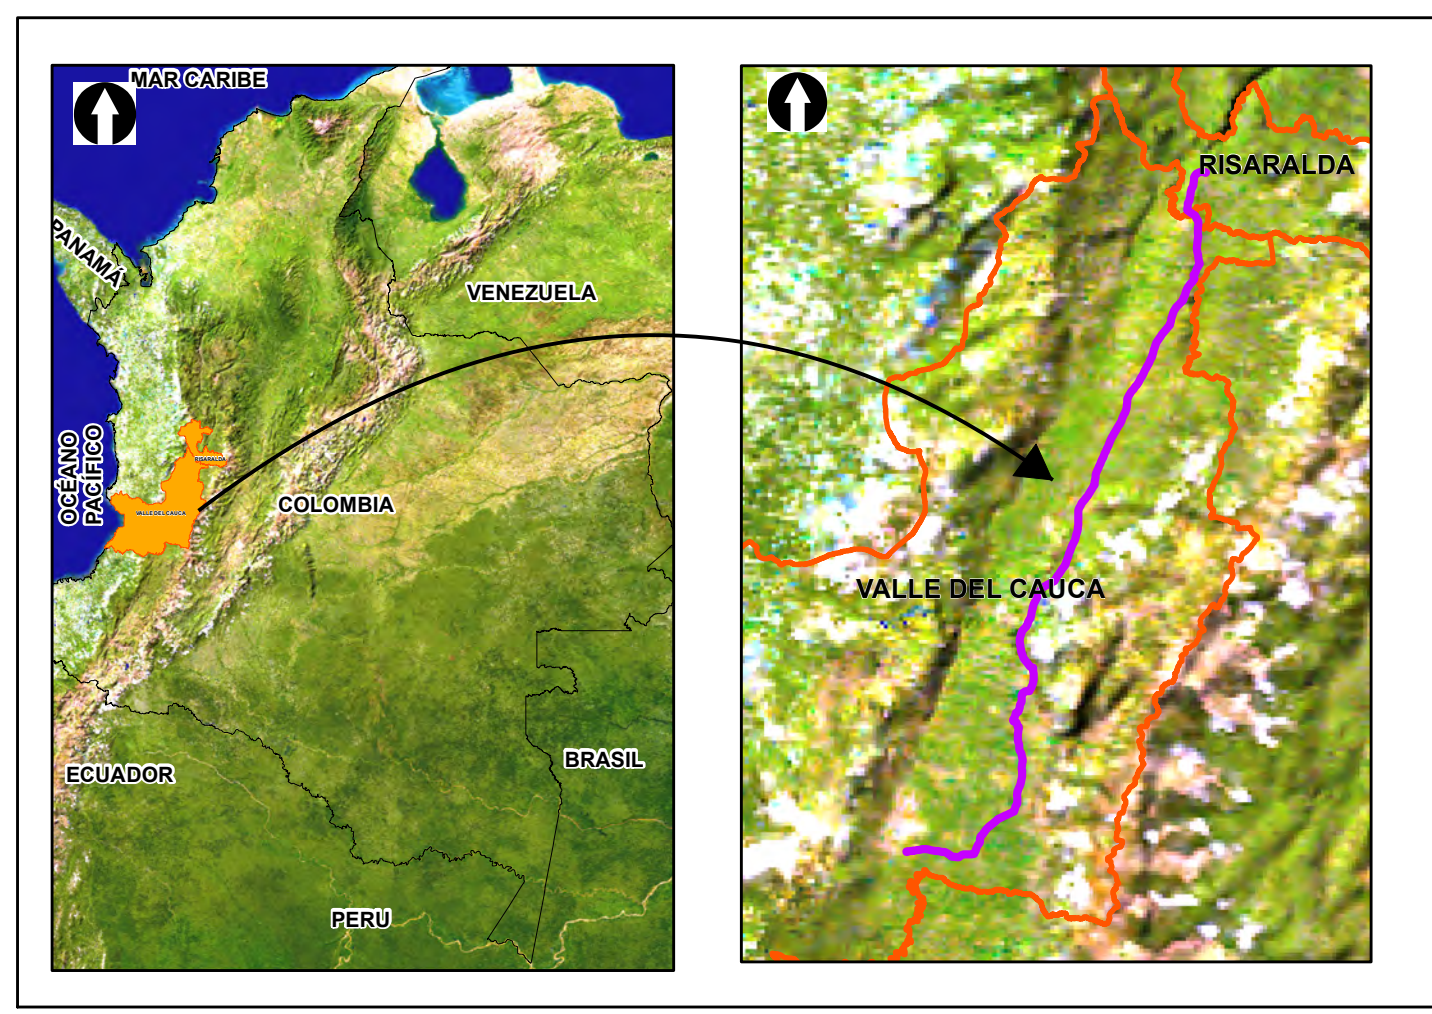 MAR CARIBE
PANAMÁ
VENEZUELA
OCÉANO
PACÍFICO
RISARALDA
VALLE DEL CAUCA
COLOMBIA
BRASIL
ECUADOR
PERU
RISARALDA
VALLE DEL CAUCA